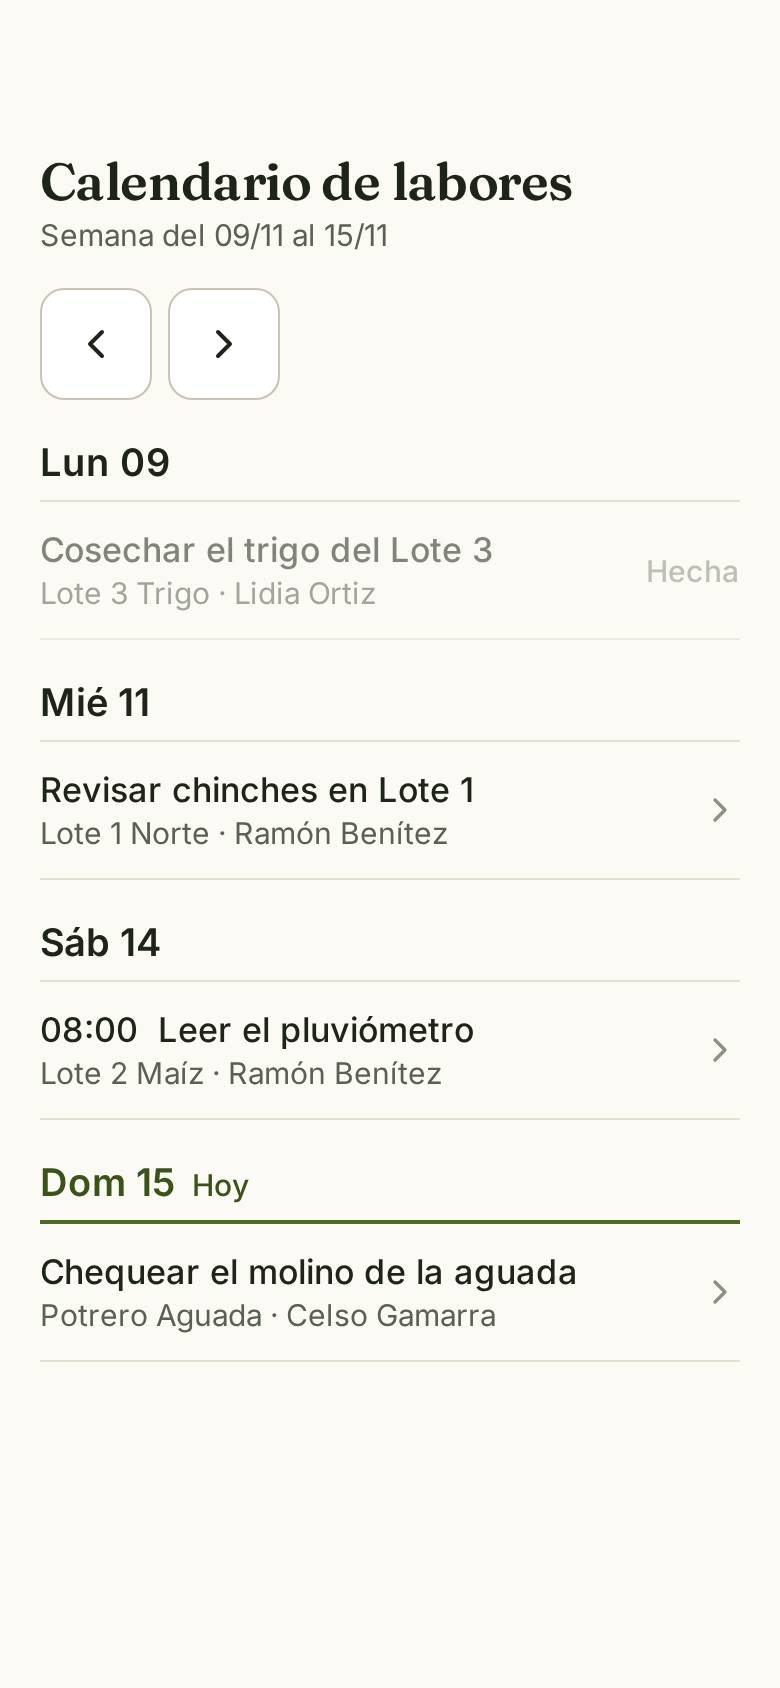 Calendario de labores
Semana del 09/11 al 15/11
Lun 09
Cosechar el trigo del Lote 3
Lote 3 Trigo · Lidia Ortiz
Hecha
Mié 11
Revisar chinches en Lote 1
Lote 1 Norte · Ramón Benítez
Sáb 14
08:00 Leer el pluviómetro
Lote 2 Maíz · Ramón Benítez
Dom 15 Hoy
Chequear el molino de la aguada
Potrero Aguada · Celso Gamarra